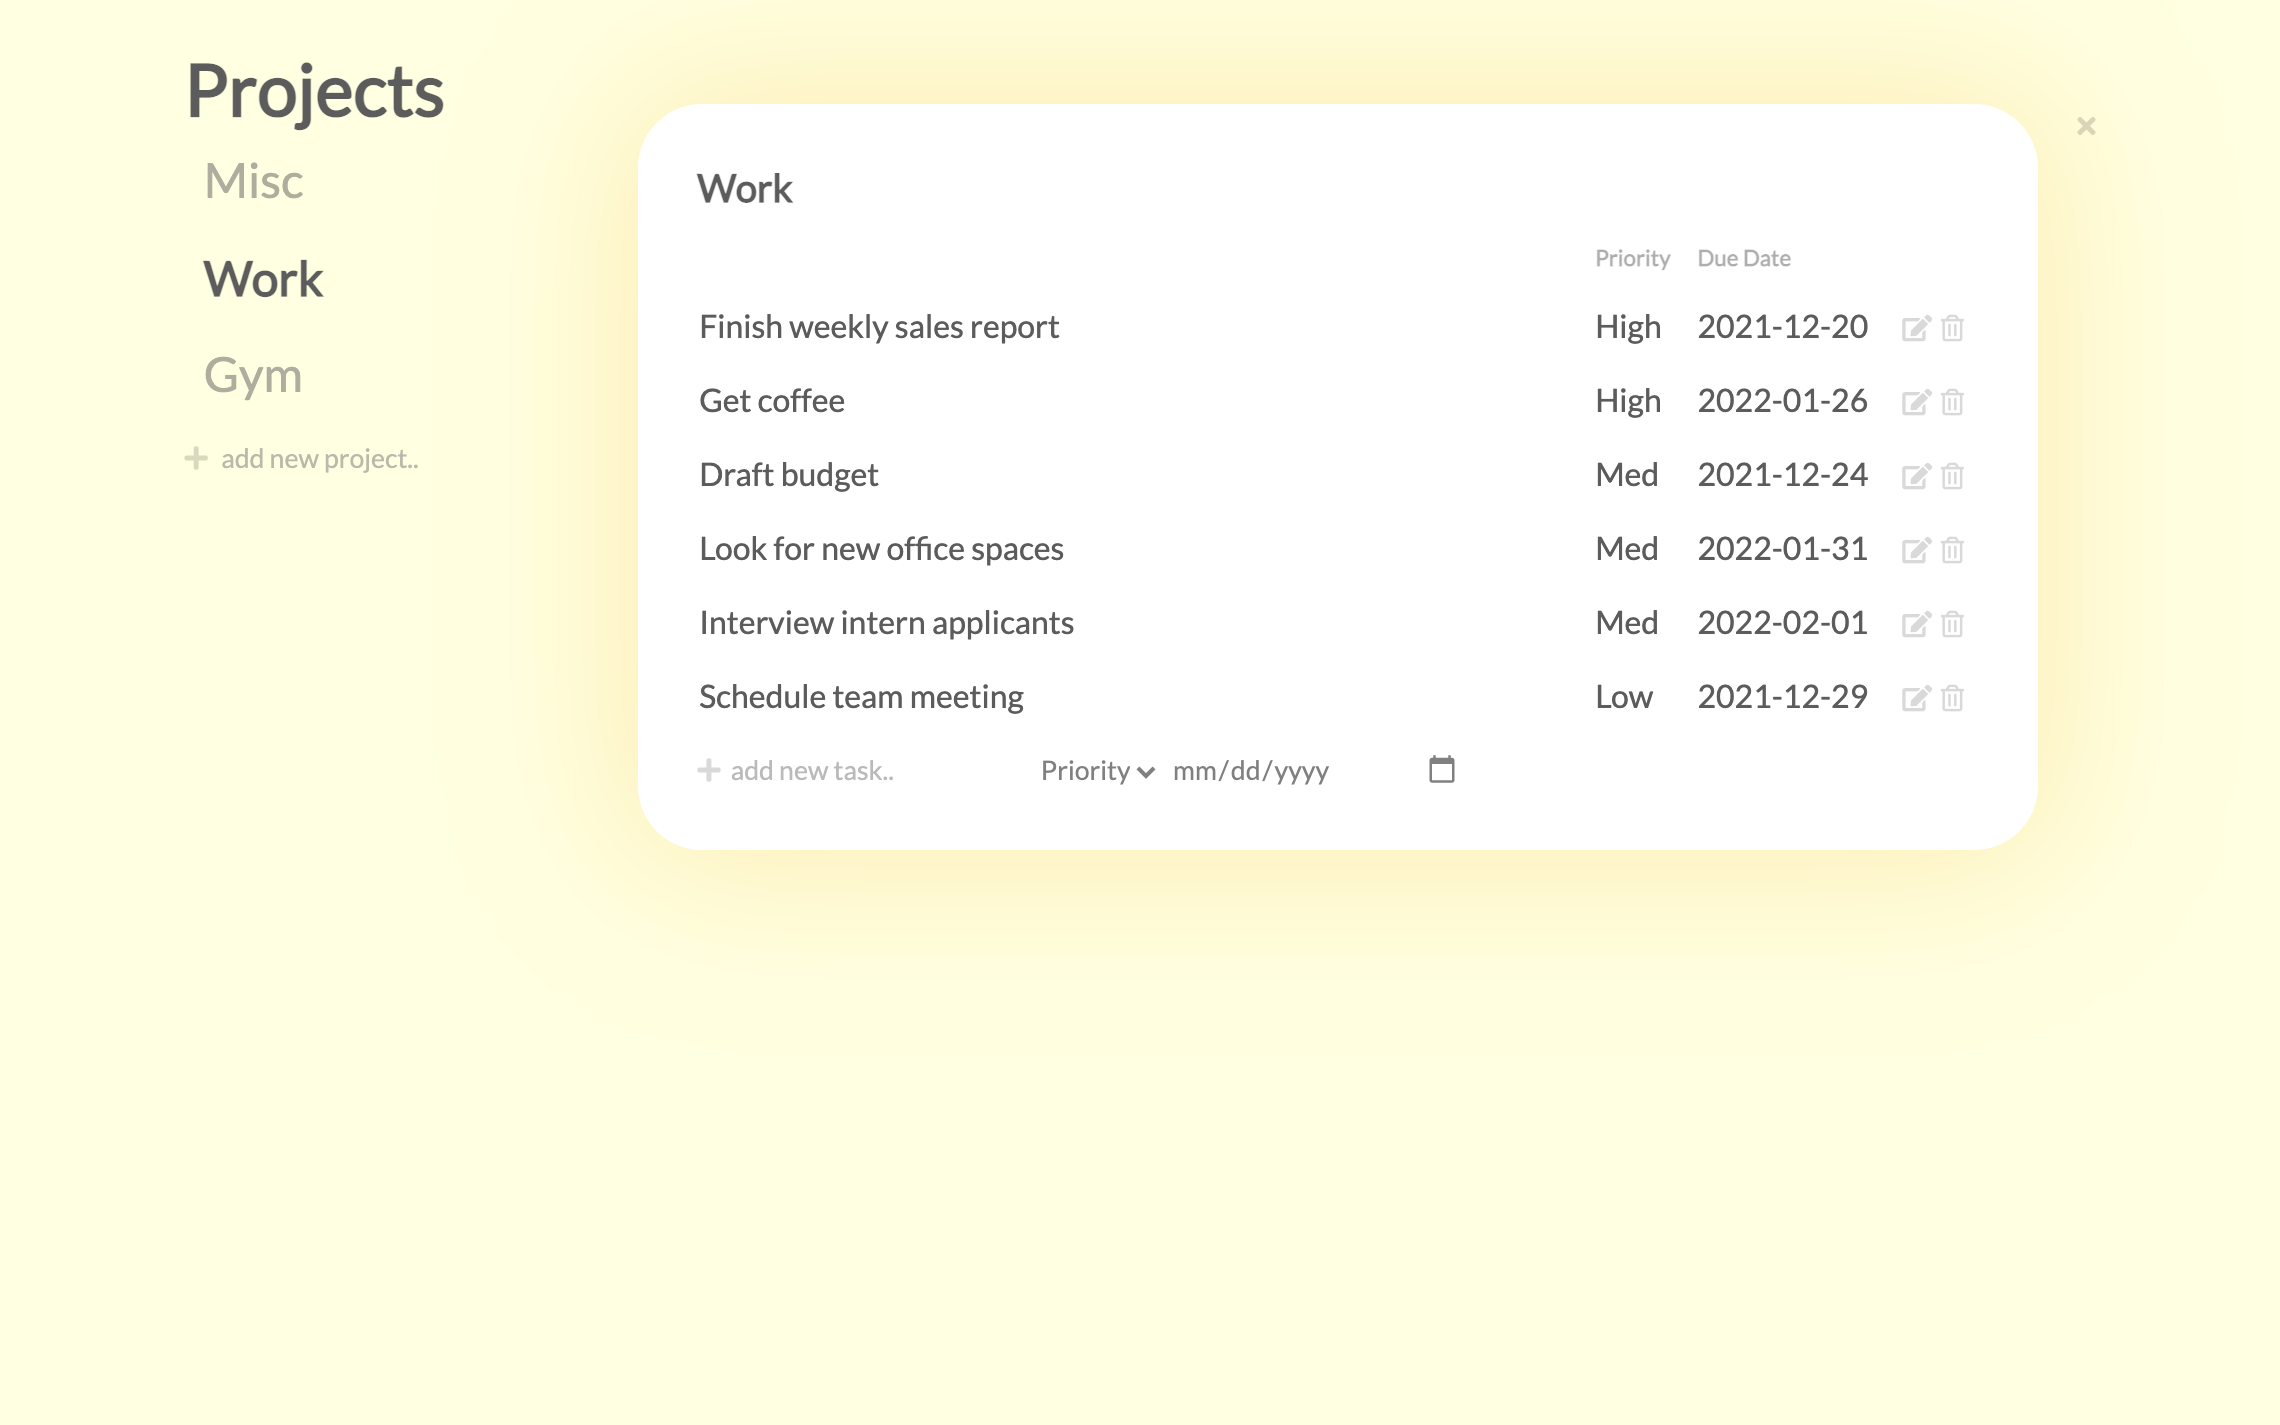 Projects
Misc
Work
Gym
add new project..
Work
Priority Due Date
Finish weekly sales report High 2021-12-20
Get coffee High 2022-01-26
Draft budget Med 2021-12-24
Look for new office spaces Med 2022-01-31
Interview intern applicants Med 2022-02-01
Schedule team meeting Low 2021-12-29
add new task.. Priority mm/dd/yyyy